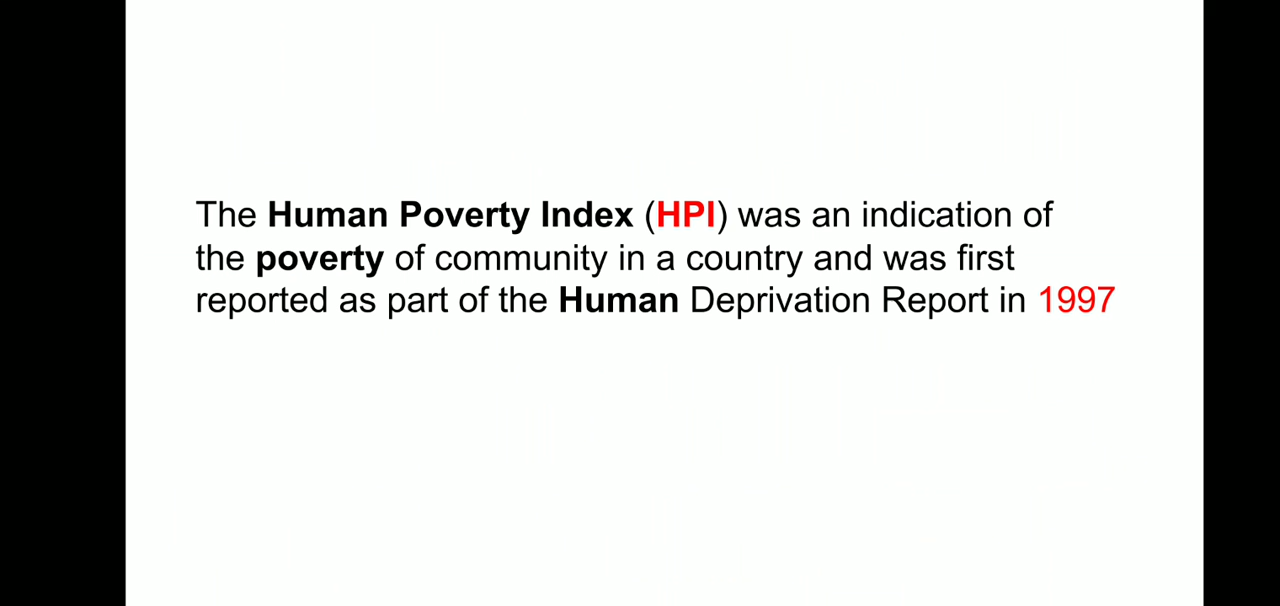 The Human Poverty Index (HPI) was an indication of
the poverty of community in a country and was first
reported as part of the Human Deprivation Report in 1997